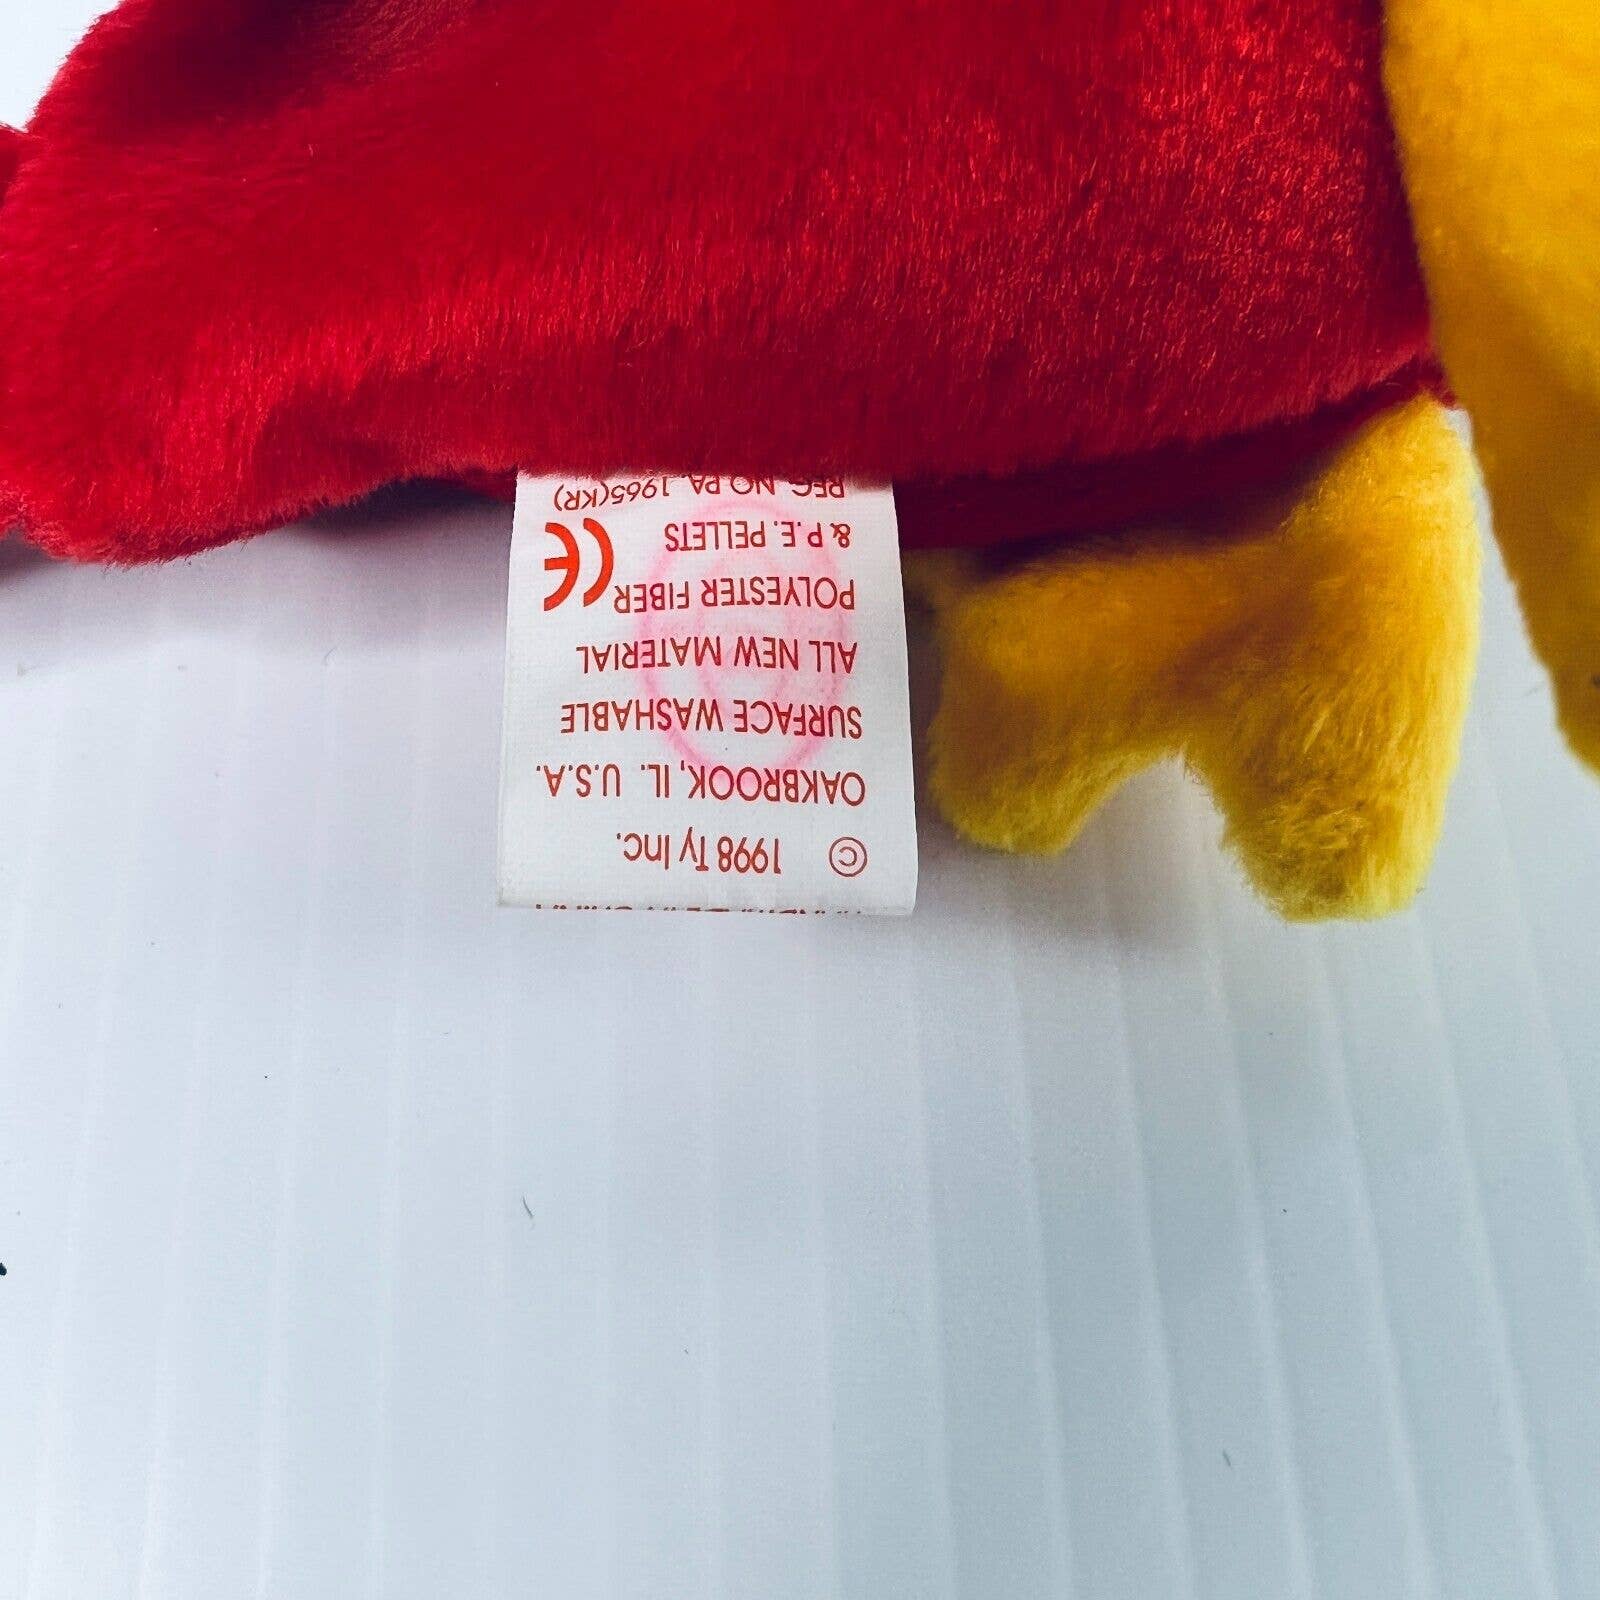 © 1998 Ty Inc.
OAKBROOK, IL. U.S.A.
SURFACE WASHABLE
ALL NEW MATERIAL
POLYESTER FIBER
& P.E. PELLETS CE
REG. NO PA. 1965(KR)